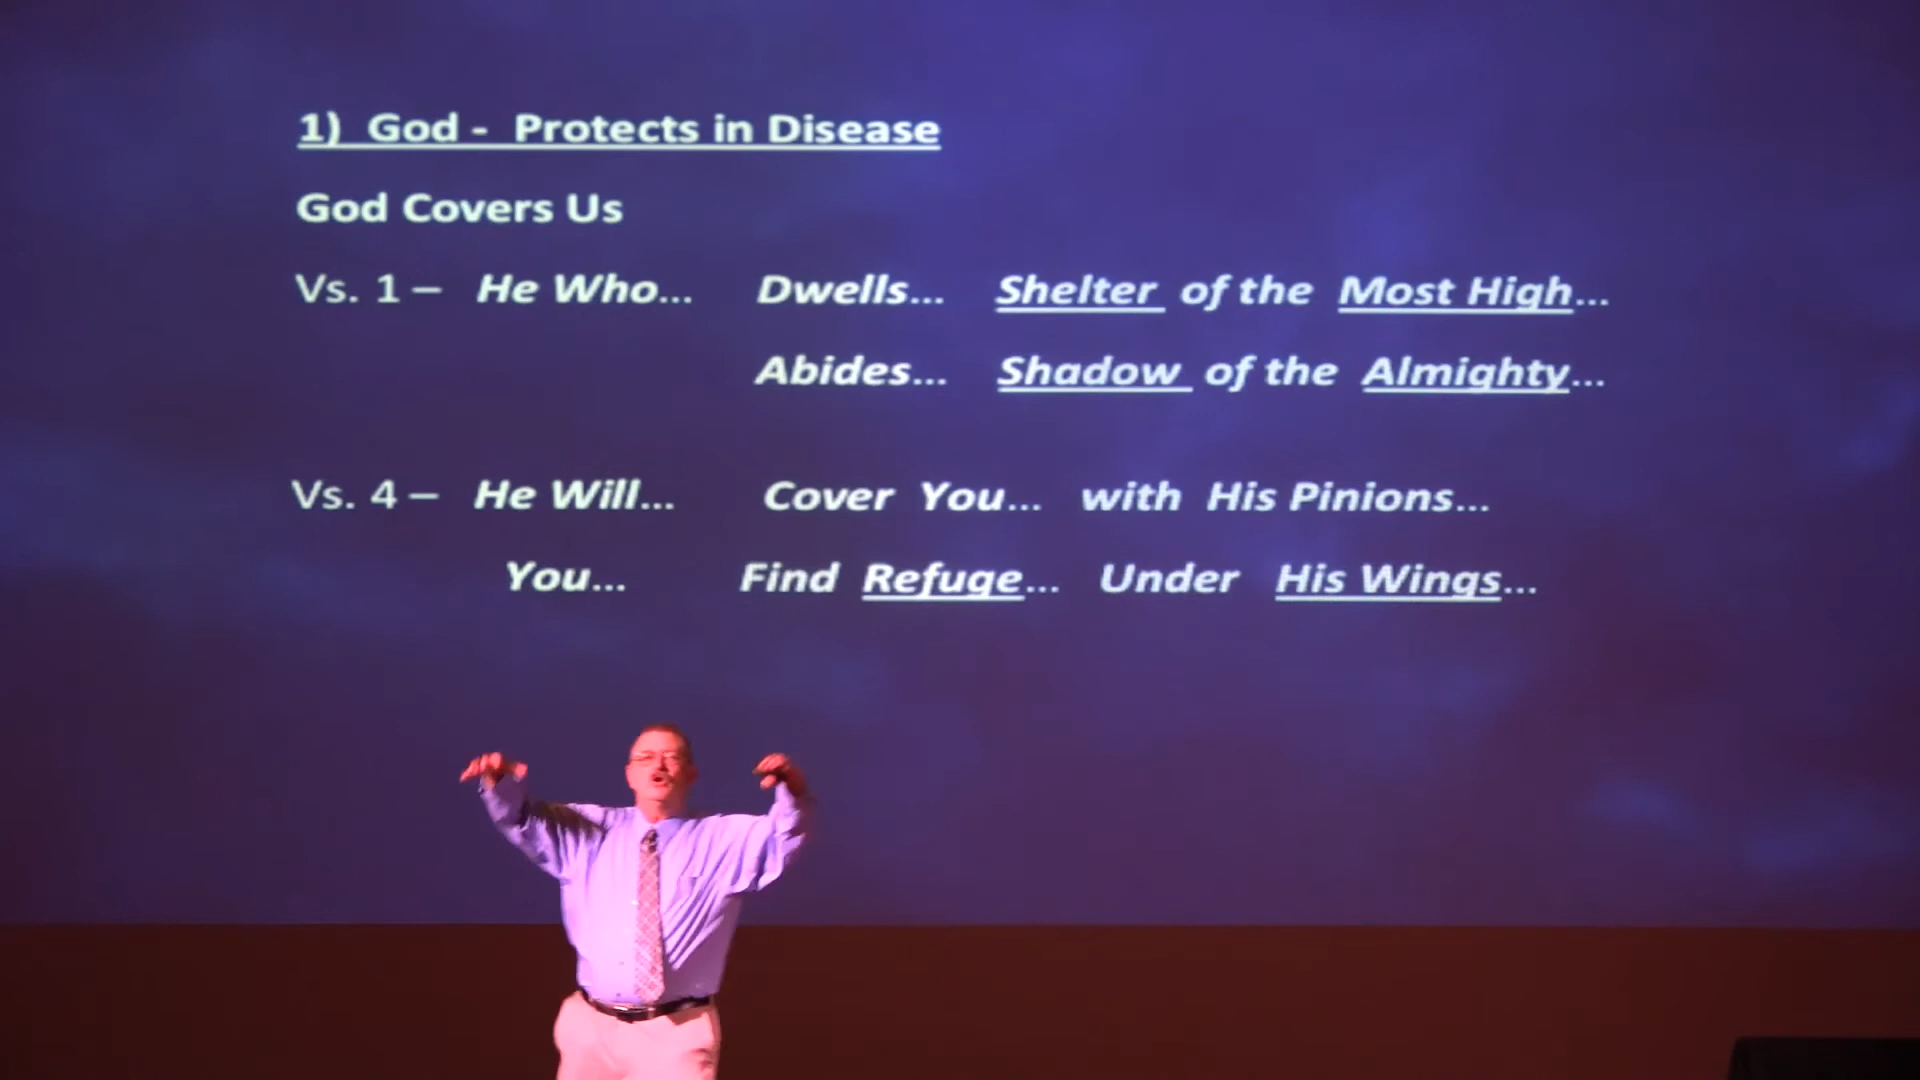 1) God - Protects in Disease
God Covers Us
Vs. 1 – He Who... Dwells... Shelter of the Most High...
Abides... Shadow of the Almighty...
Vs. 4 – He Will... Cover You... with His Pinions...
You... Find Refuge... Under His Wings...